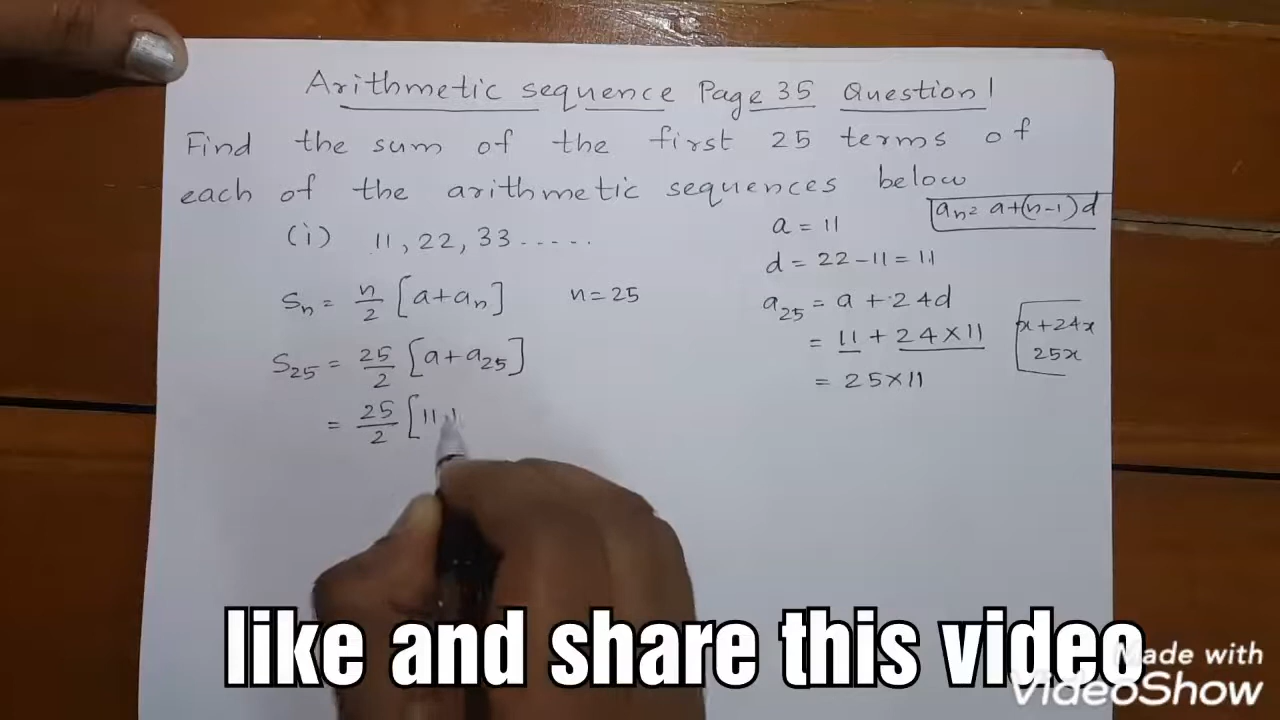 Arithmetic sequence Page 35 Question 1
Find the sum of the first 25 terms of
each of the arithmetic sequences below
(i) 11, 22, 33.....
Sn = n/2 [a+an] n=25
S25 = 25/2 [a+a25]
= 25/2 [11
an = a+(n-1)d
a = 11
d = 22-11 = 11
a25 = a + 24d
= 11 + 24×11
= 25×11
x+24x
25x
like and share this video
Made with
VideoShow